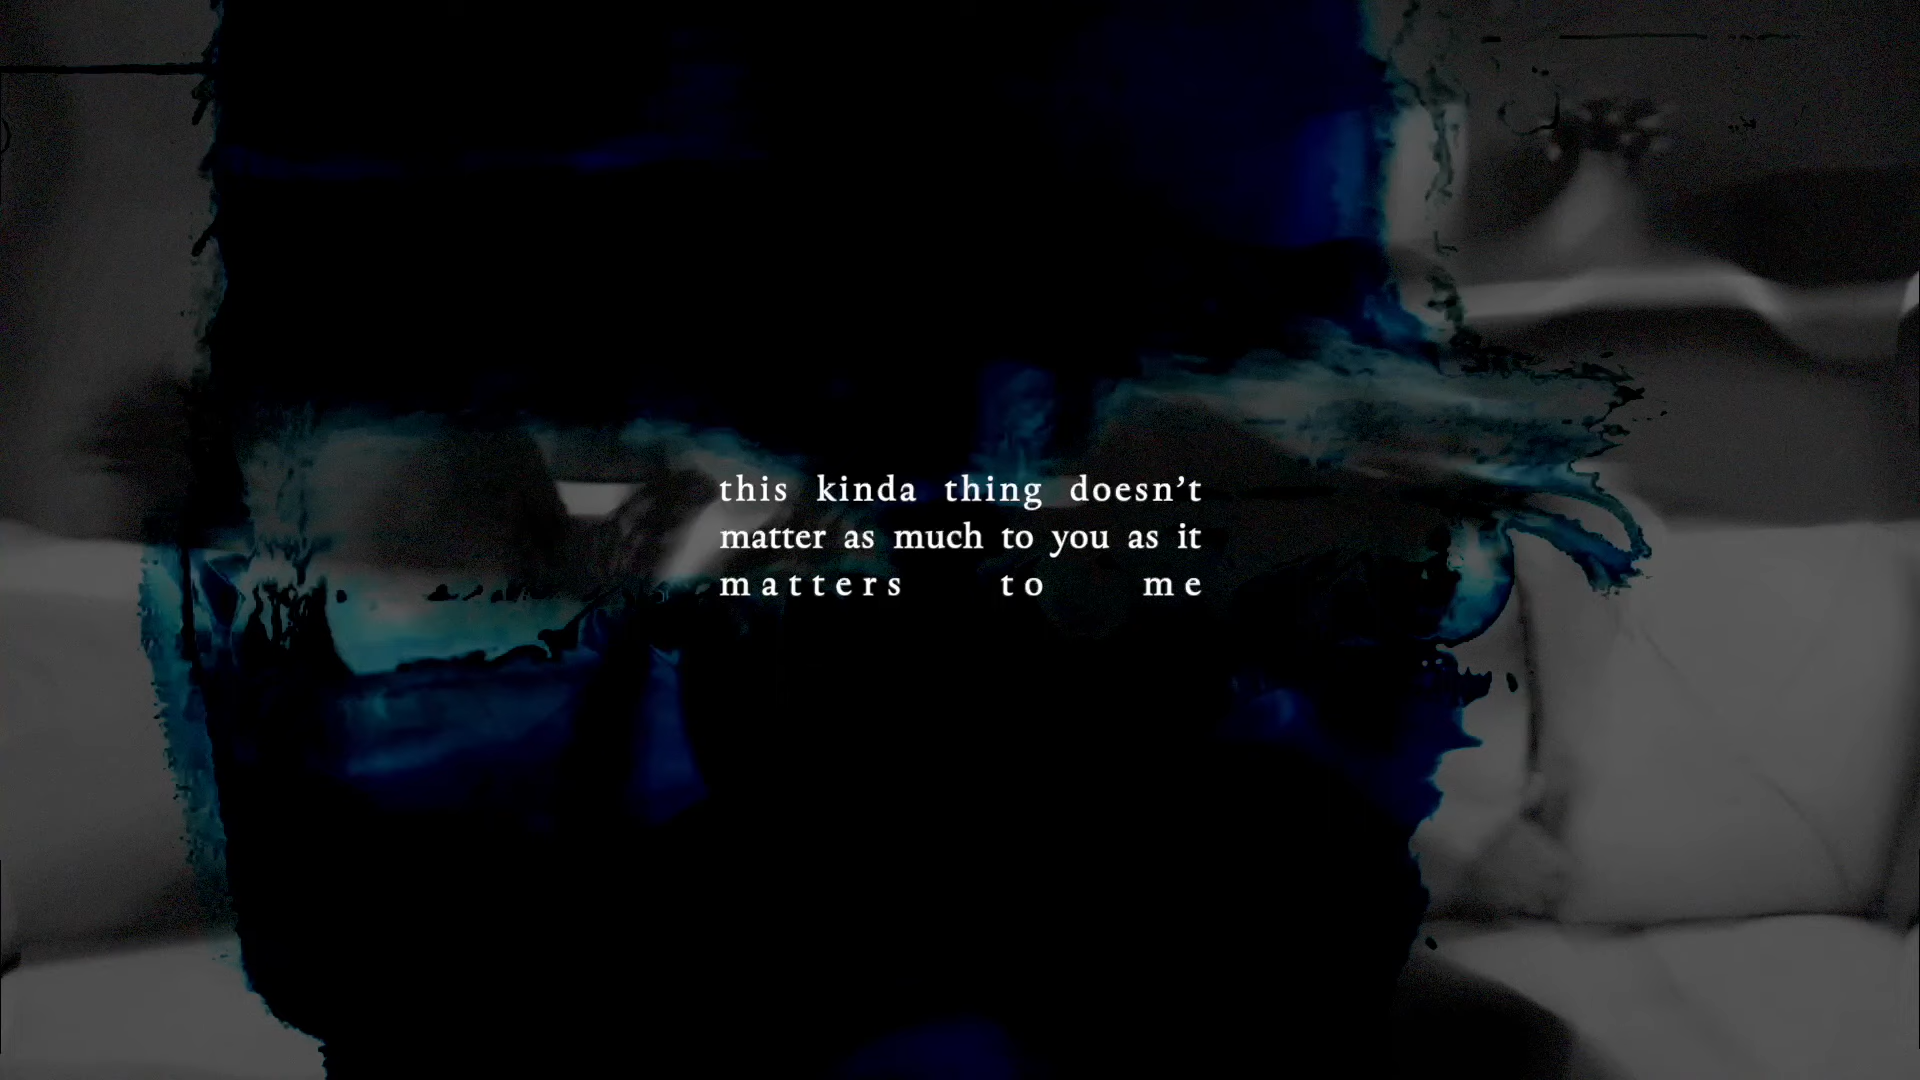 this kinda thing doesn’t
matter as much to you as it
matters to me